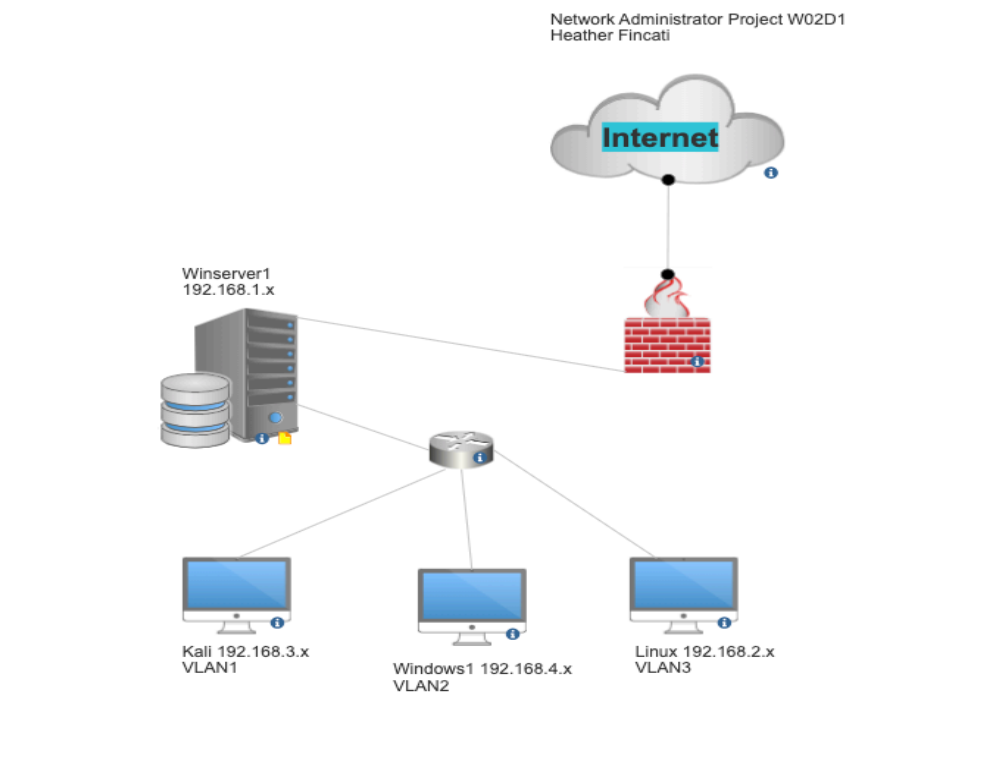 Network Administrator Project W02D1
Heather Fincati
Internet
Winserver1
192.168.1.x
Kali 192.168.3.x
VLAN1
Windows1 192.168.4.x
VLAN2
Linux 192.168.2.x
VLAN3